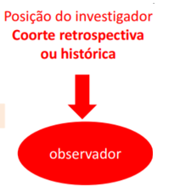 Posição do investigador
Coorte retrospectiva
ou histórica
observador